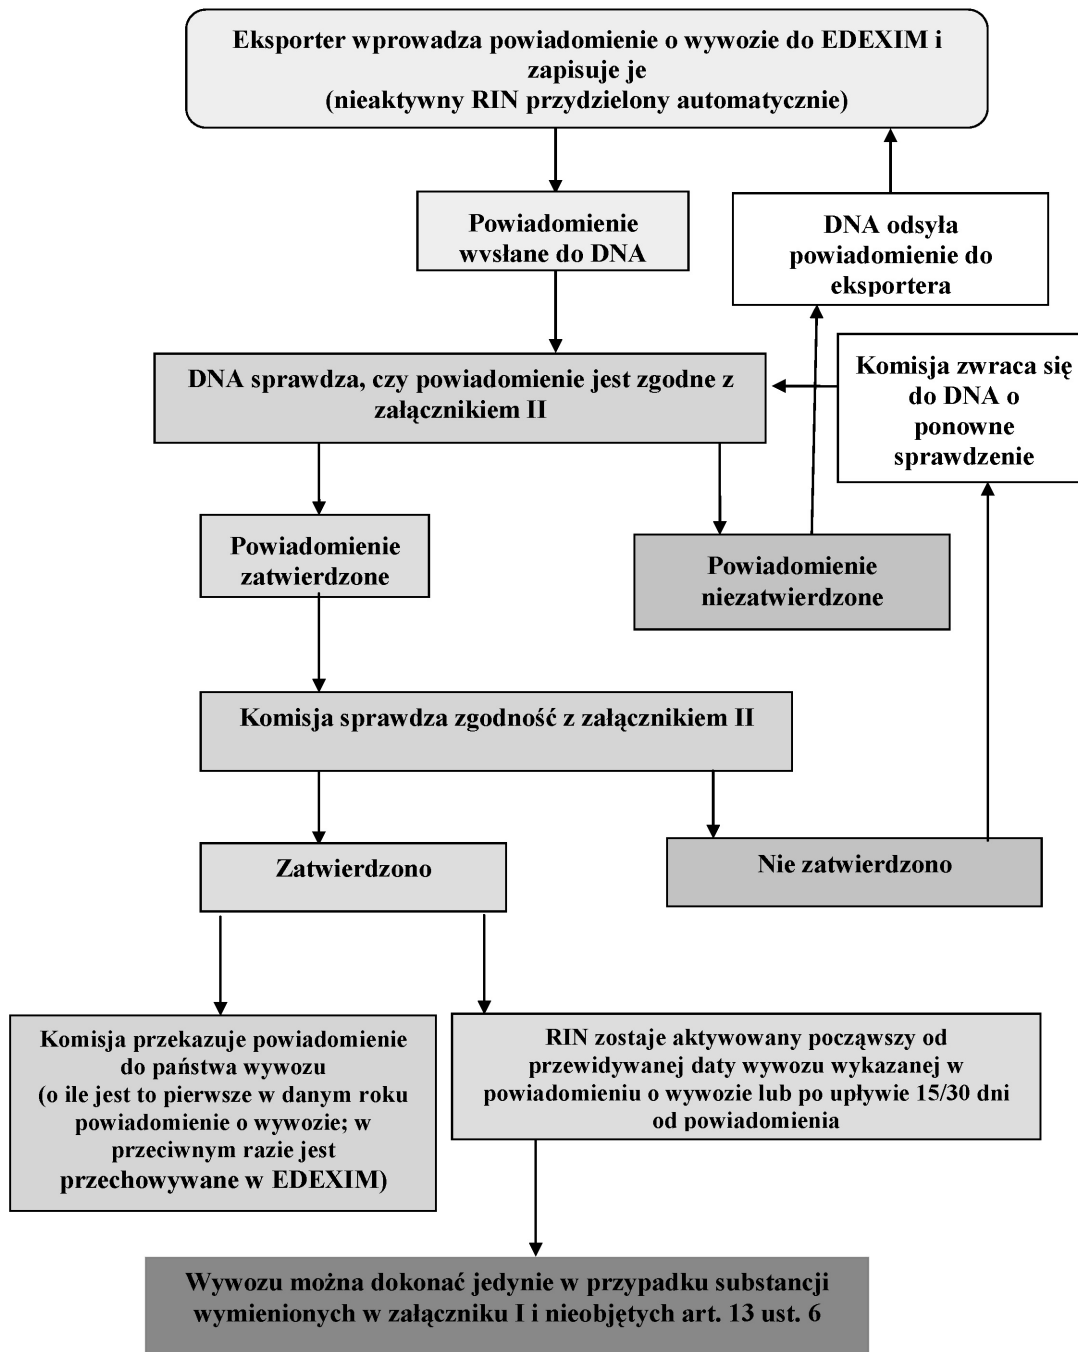 Eksporter wprowadza powiadomienie o wywozie do EDEXIM i
zapisuje je
(nieaktywny RIN przydzielony automatycznie)
Powiadomienie
wysłane do DNA
DNA odsyła
powiadomienie do
eksportera
Komisja zwraca się
do DNA o
ponowne
sprawdzenie
DNA sprawdza, czy powiadomienie jest zgodne z
załącznikiem II
Powiadomienie
zatwierdzone
Powiadomienie
niezatwierdzone
Komisja sprawdza zgodność z załącznikiem II
Zatwierdzono
Nie zatwierdzono
Komisja przekazuje powiadomienie
do państwa wywozu
(o ile jest to pierwsze w danym roku
powiadomienie o wywozie; w
przeciwnym razie jest
przechowywane w EDEXIM)
RIN zostaje aktywowany począwszy od
przewidywanej daty wywozu wykazanej w
powiadomieniu o wywozie lub po upływie 15/30 dni
od powiadomienia
Wywozu można dokonać jedynie w przypadku substancji
wymienionych w załączniku I i nieobjętych art. 13 ust. 6